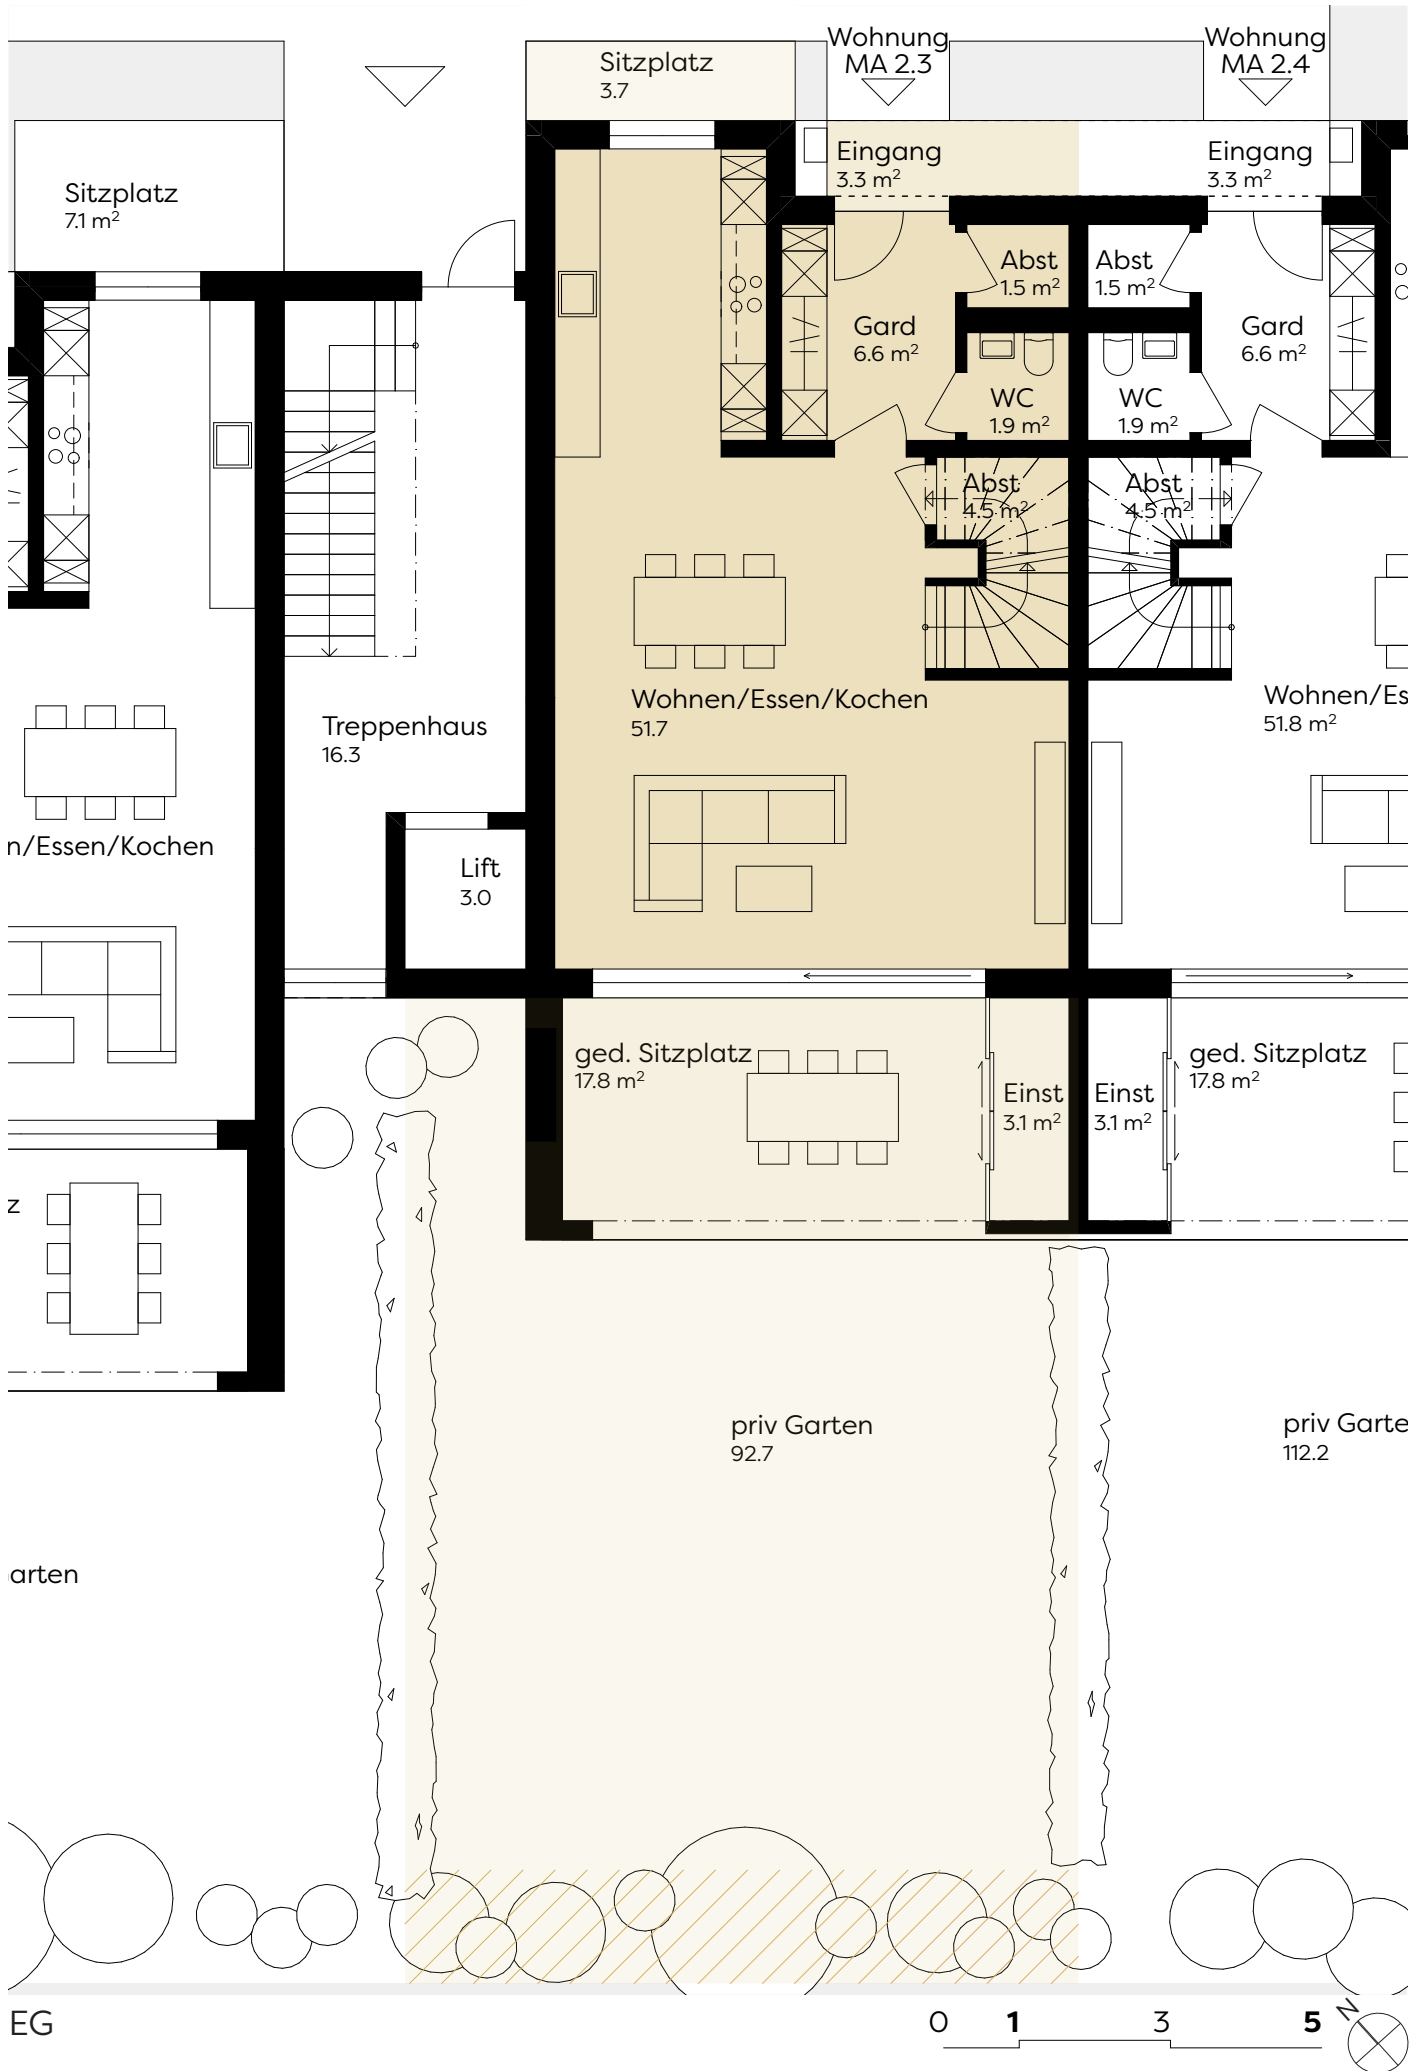 Wohnung
MA 2.3
Wohnung
MA 2.4
Sitzplatz
3.7
Eingang
3.3 m²
Eingang
3.3 m²
Sitzplatz
7.1 m²
Abst
1.5 m²
Abst
1.5 m²
Gard
6.6 m²
Gard
6.6 m²
WC
1.9 m²
WC
1.9 m²
Abst
4.5 m²
Abst
4.5 m²
Wohnen/Essen/Kochen
51.7
Wohnen/Es
51.8 m²
Treppenhaus
16.3
n/Essen/Kochen
Lift
3.0
ged. Sitzplatz
17.8 m²
Einst
3.1 m²
Einst
3.1 m²
ged. Sitzplatz
17.8 m²
z
priv Garten
92.7
priv Garte
112.2
arten
EG
0 1 3 5
N